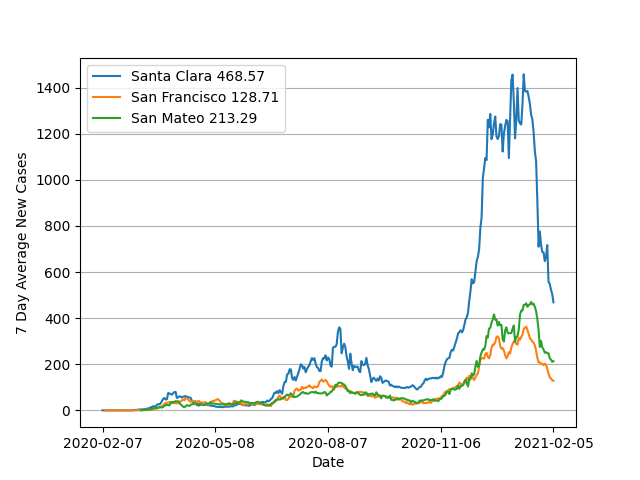 Santa Clara 468.57
San Francisco 128.71
San Mateo 213.29
1400
1200
1000
800
600
400
200
0
7 Day Average New Cases
2020-02-07 2020-05-08 2020-08-07 2020-11-06 2021-02-05
Date